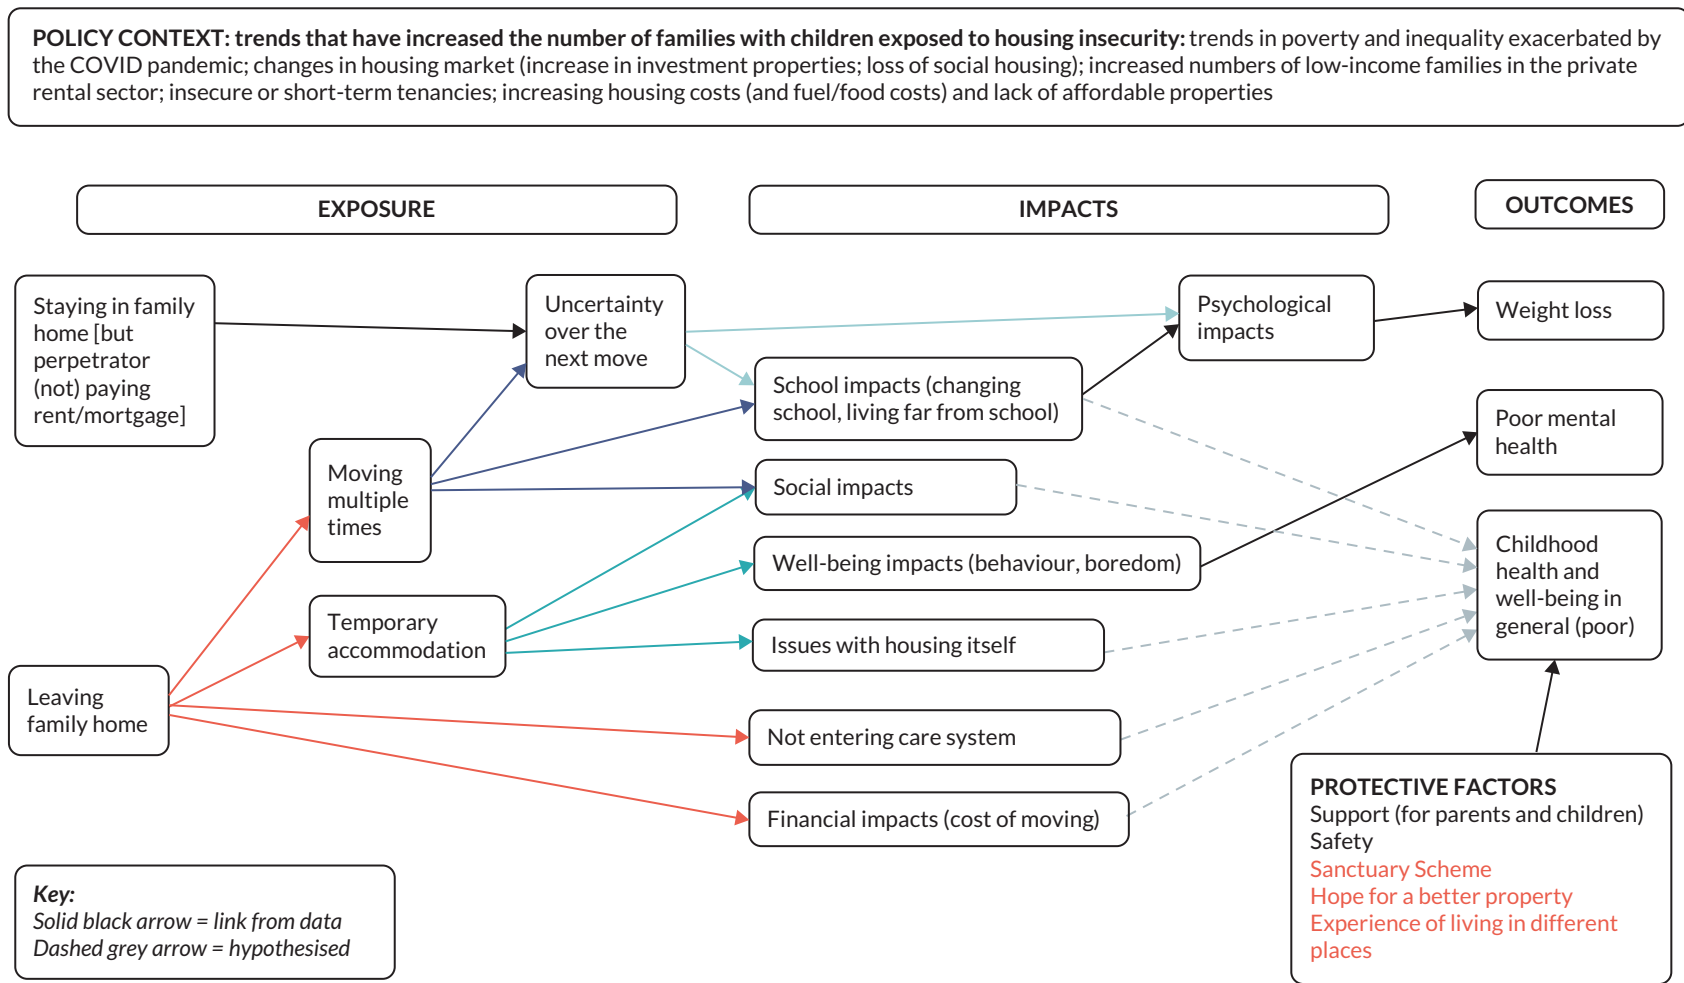 POLICY CONTEXT: trends that have increased the number of families with children exposed to housing insecurity: trends in poverty and inequality exacerbated by
the COVID pandemic; changes in housing market (increase in investment properties; loss of social housing); increased numbers of low-income families in the private
rental sector; insecure or short-term tenancies; increasing housing costs (and fuel/food costs) and lack of affordable properties
EXPOSURE
IMPACTS
OUTCOMES
Staying in family
home [but
perpetrator
(not) paying
rent/mortgage]
Uncertainty
over the
next move
Psychological
impacts
Weight loss
School impacts (changing
school, living far from school)
Poor mental
health
Moving
multiple
times
Social impacts
Well-being impacts (behaviour, boredom)
Childhood
health and
well-being in
general (poor)
Temporary
accommodation
Issues with housing itself
Leaving
family home
Not entering care system
Financial impacts (cost of moving)
PROTECTIVE FACTORS
Support (for parents and children)
Safety
Sanctuary Scheme
Hope for a better property
Experience of living in different
places
Key:
Solid black arrow = link from data
Dashed grey arrow = hypothesised